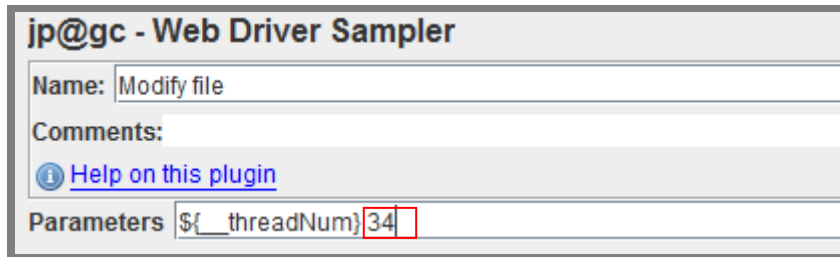 jp@gc - Web Driver Sampler
Name: Modify file
Comments:
Help on this plugin
Parameters ${__threadNum} 34